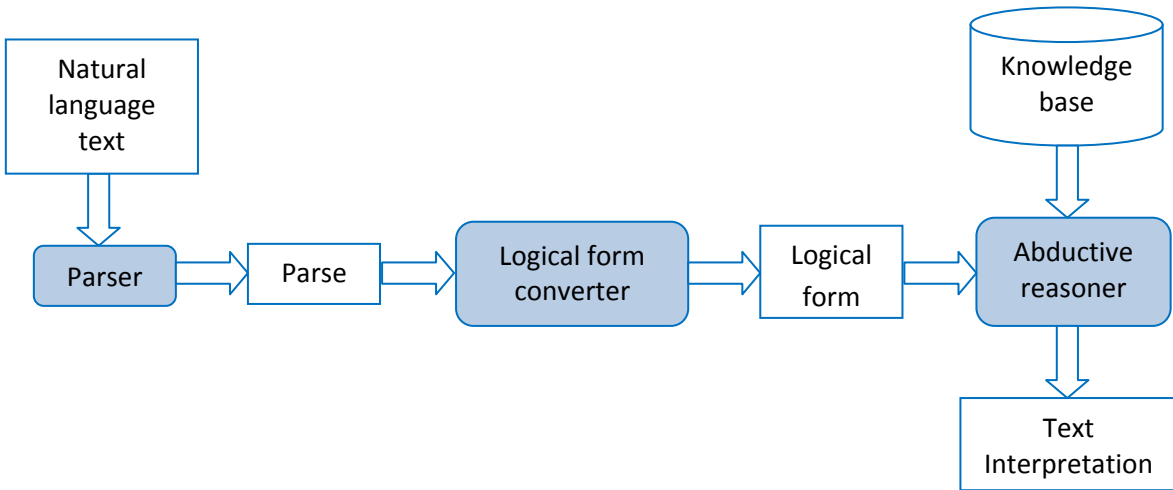 Natural
language
text
Knowledge
base
Parser
Parse
Logical form
converter
Logical
form
Abductive
reasoner
Text
Interpretation